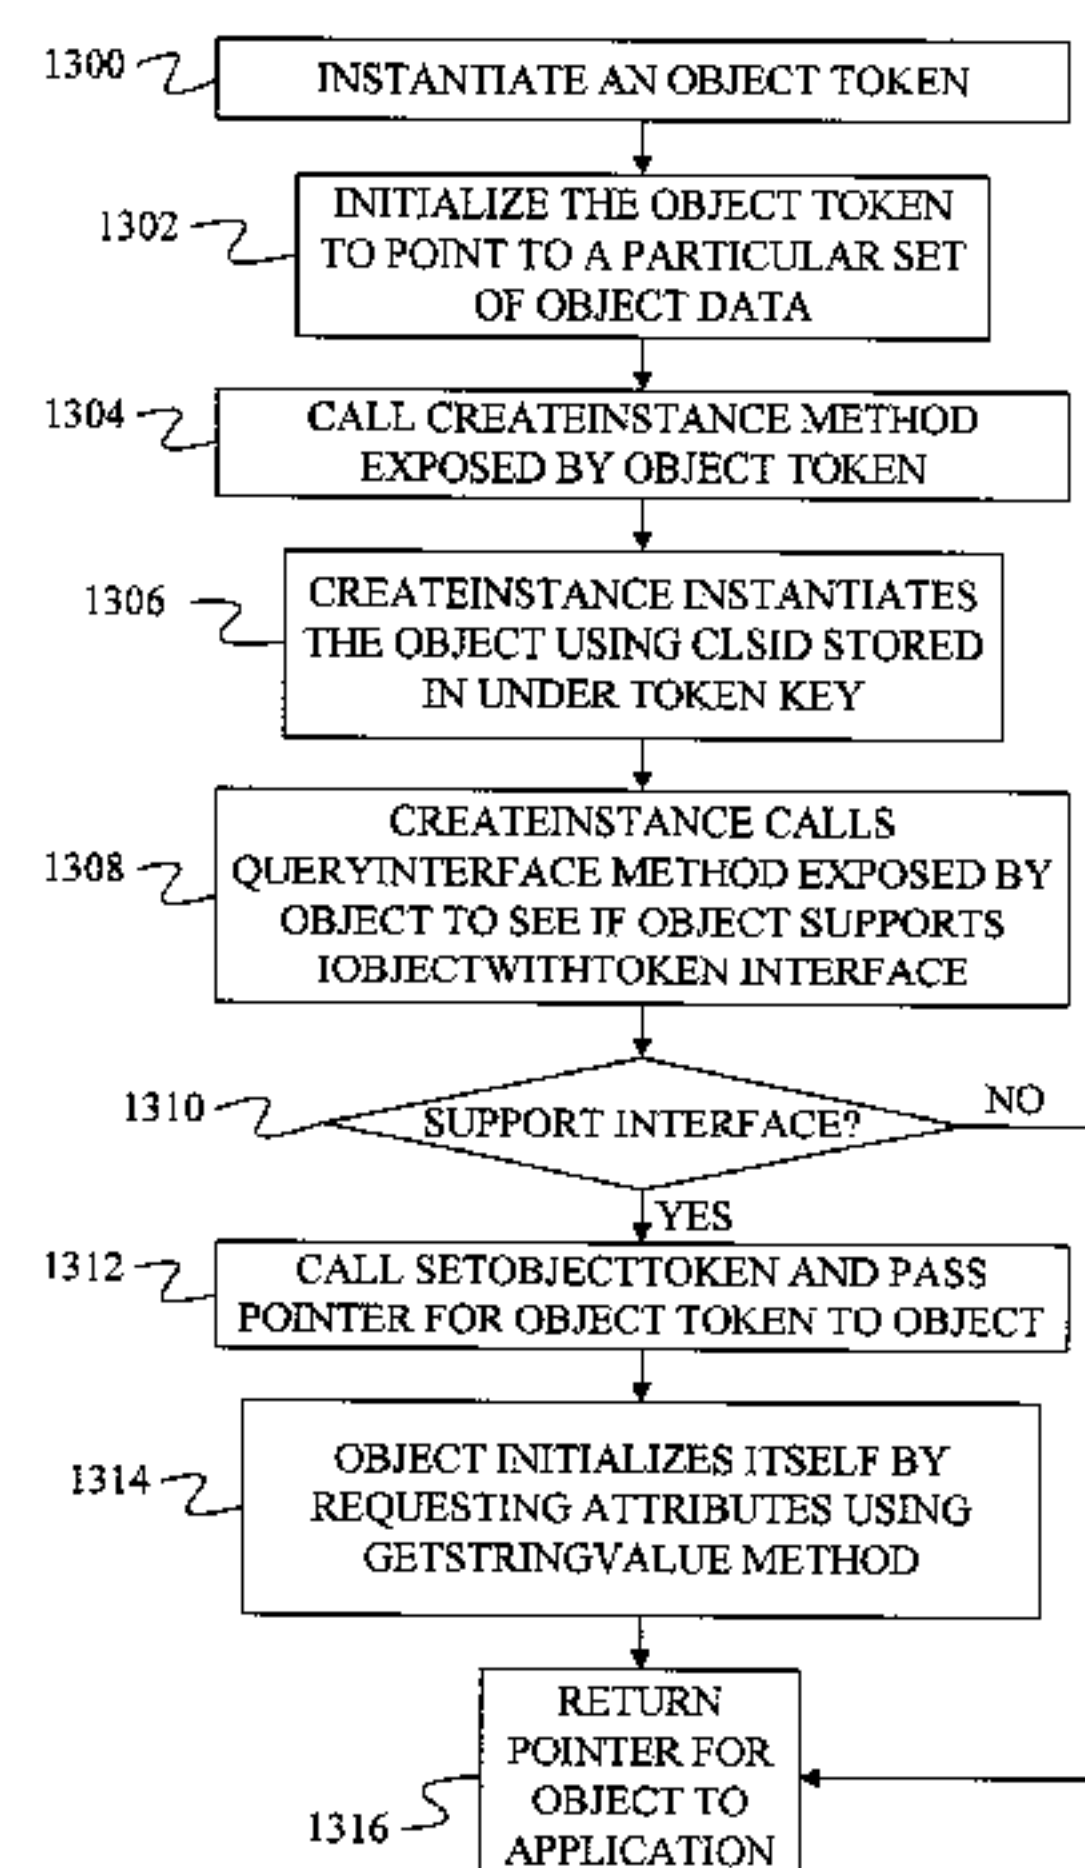 1300
INSTANTIATE AN OBJECT TOKEN
1302
INITIALIZE THE OBJECT TOKEN
TO POINT TO A PARTICULAR SET
OF OBJECT DATA
1304
CALL CREATEINSTANCE METHOD
EXPOSED BY OBJECT TOKEN
1306
CREATEINSTANCE INSTANTIATES
THE OBJECT USING CLSID STORED
IN UNDER TOKEN KEY
1308
CREATEINSTANCE CALLS
QUERYINTERFACE METHOD EXPOSED BY
OBJECT TO SEE IF OBJECT SUPPORTS
IOBJECTWITHTOKEN INTERFACE
1310
SUPPORT INTERFACE?
NO
YES
1312
CALL SETOBJECTTOKEN AND PASS
POINTER FOR OBJECT TOKEN TO OBJECT
1314
OBJECT INITIALIZES ITSELF BY
REQUESTING ATTRIBUTES USING
GETSTRINGVALUE METHOD
1316
RETURN
POINTER FOR
OBJECT TO
APPLICATION